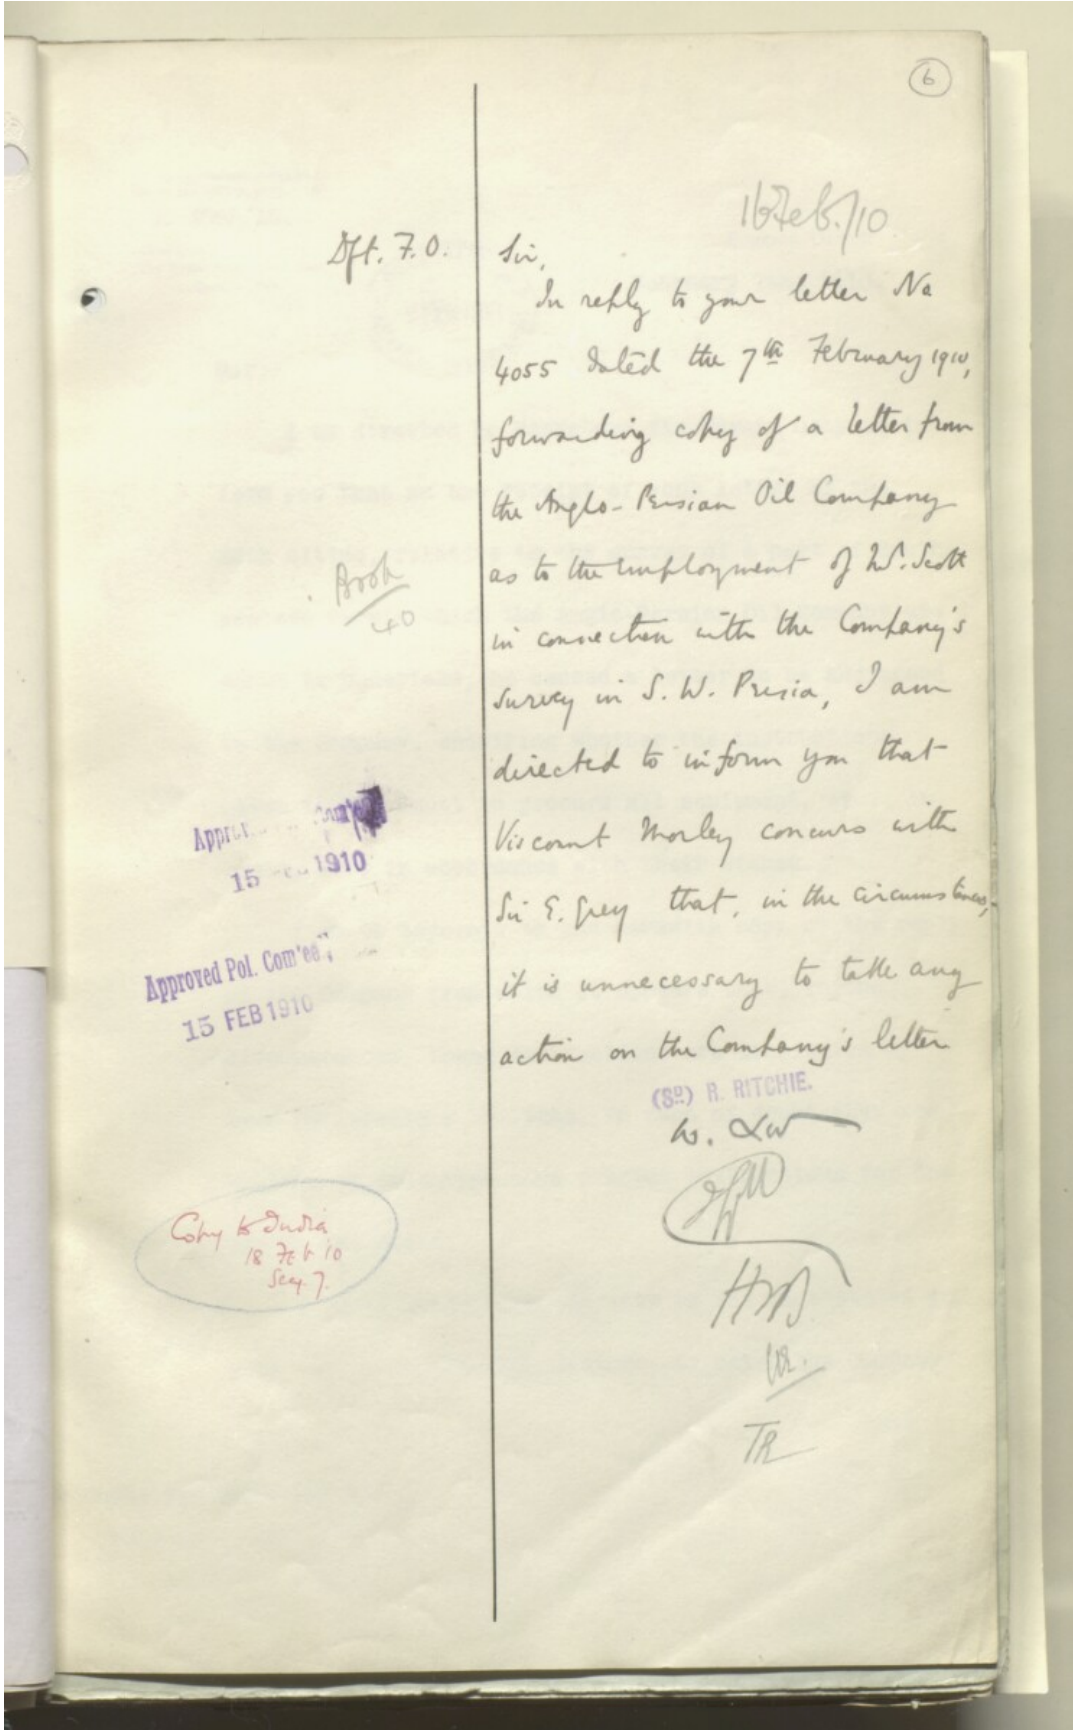 6
16 Feb./10
Dft. F.O.
Sir,
In reply to your letter No
4055 dated the 7th February 1910,
forwarding copy of a letter from
the Anglo-Persian Oil Company
as to the employment of Mr. Scott
in connection with the Company's
survey in S. W. Persia, I am
directed to inform you that
Viscount Morley concurs with
Sir E. Grey that, in the circumstances,
it is unnecessary to take any
action on the Company's letter
40
15 1910
Approved Pol. Com'ee
15 FEB 1910
(Sd) R. RITCHIE.
Copy to India
18 Feb 10
Secy. 7.
TR